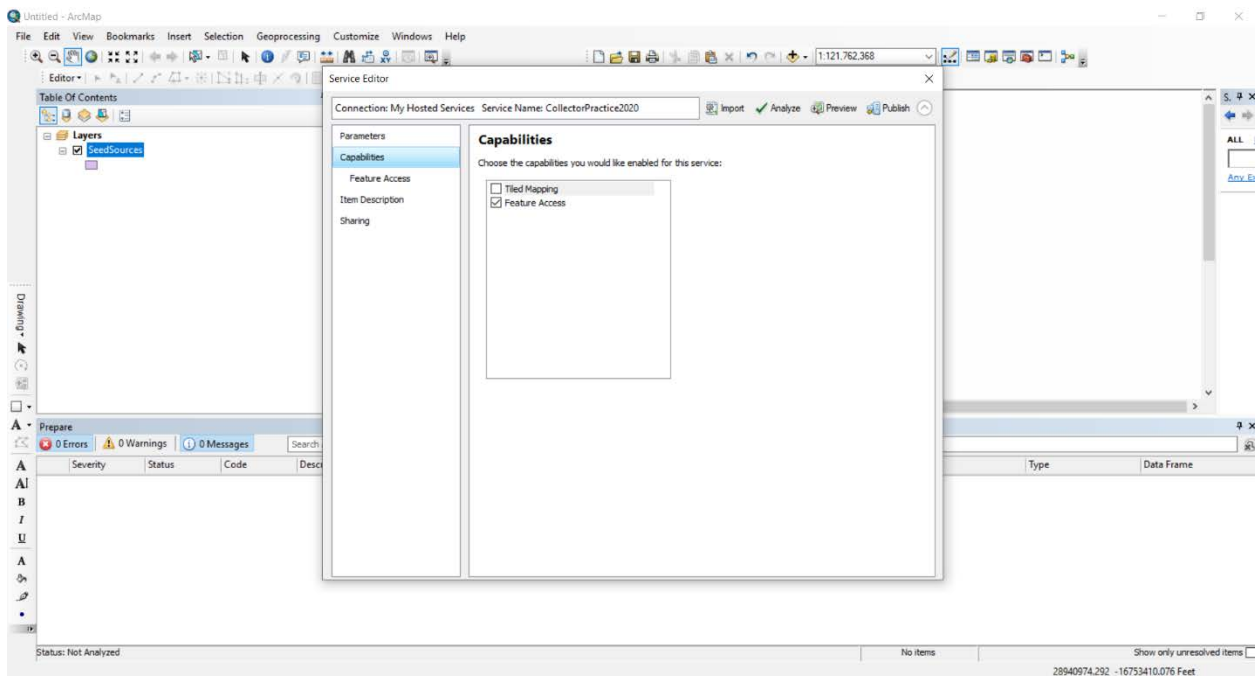 Untitled - ArcMap
File Edit View Bookmarks Insert Selection Geoprocessing Customize Windows Help
1:121.762.368
Editor
Service Editor
Table Of Contents
Connection: My Hosted Services Service Name: CollectorPractice2020
Import Analyze Preview Publish
Layers
SeedSources
Parameters
Capabilities
Feature Access
Item Description
Sharing
Capabilities
Choose the capabilities you would like enabled for this service:
Tiled Mapping
Feature Access
S.
ALL
Drawing
Prepare
0 Errors 0 Warnings 0 Messages Search
Severity Status Code Type Data Frame
A
AI
B
I
U
A
Status: Not Analyzed No items Show only unresolved items
28940974.292 -16753410.076 Feet